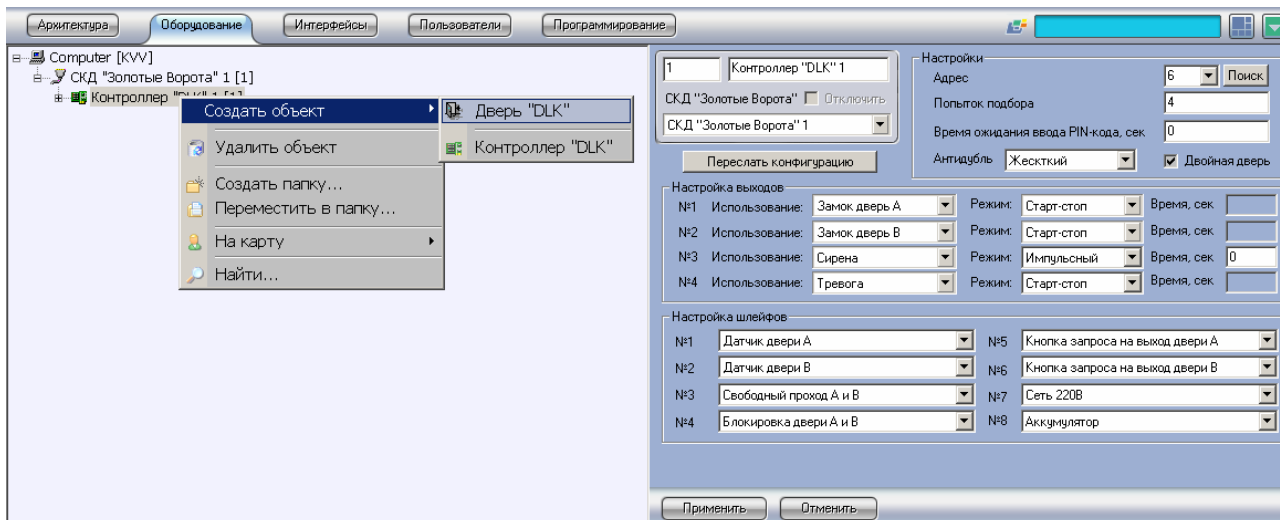 Архитектура Оборудование Интерфейсы Пользователи Программирование
Computer [KVV]
СКД "Золотые Ворота" 1 [1]
Контроллер "DLK" 1 [1]
Создать объект
Удалить объект
Создать папку...
Переместить в папку...
На карту
Найти...
Дверь "DLK"
Контроллер "DLK"
1 Контроллер "DLK" 1
СКД "Золотые Ворота" Отключить
СКД "Золотые Ворота" 1
Переслать конфигурацию
Настройки
Адрес 6 Поиск
Попыток подбора 4
Время ожидания ввода PIN-кода, сек 0
Антидубль Жескткий Двойная дверь
Настройка выходов
№1 Использование: Замок дверь А Режим: Старт-стоп Время, сек
№2 Использование: Замок дверь В Режим: Старт-стоп Время, сек
№3 Использование: Сирена Режим: Импульсный Время, сек 0
№4 Использование: Тревога Режим: Старт-стоп Время, сек
Настройка шлейфов
№1 Датчик двери А №5 Кнопка запроса на выход двери А
№2 Датчик двери В №6 Кнопка запроса на выход двери В
№3 Свободный проход А и В №7 Сеть 220В
№4 Блокировка двери А и В №8 Аккумулятор
Применить Отменить